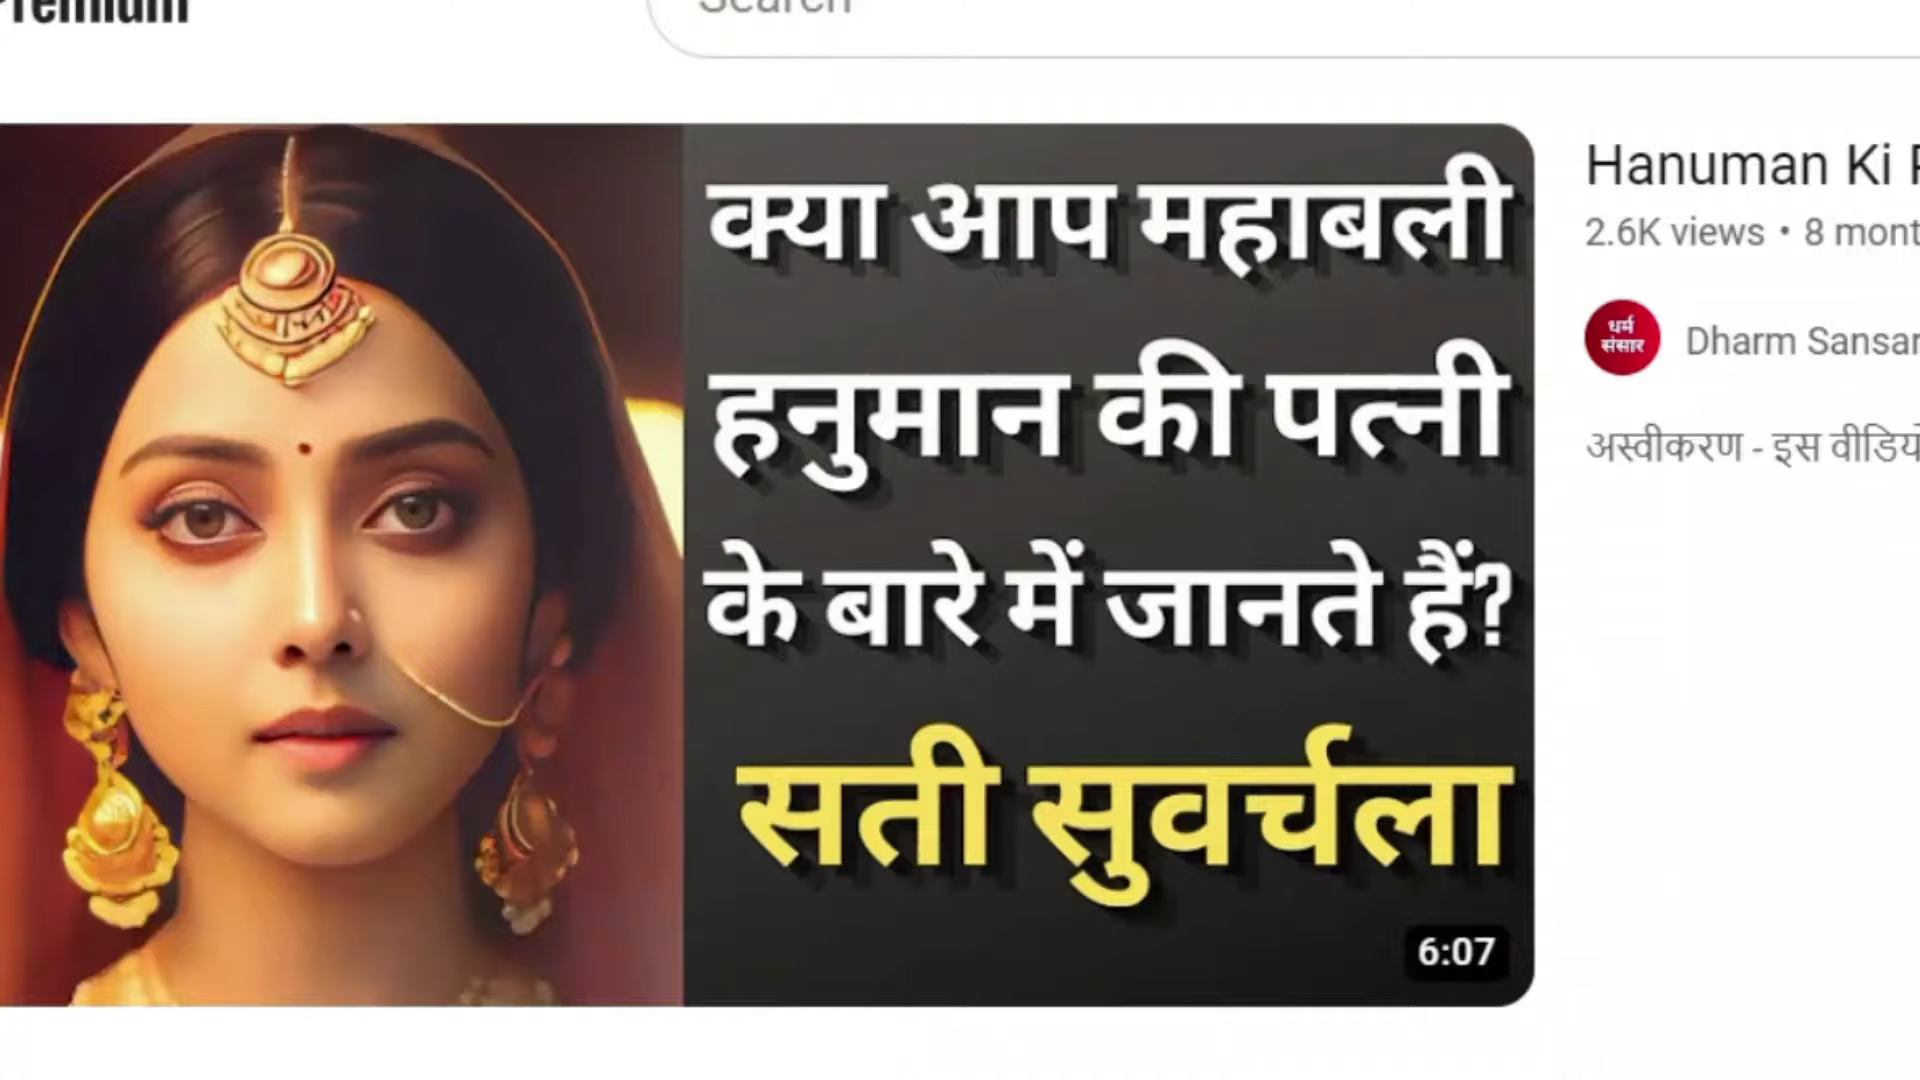 Premium
Search
क्या आप महाबली
हनुमान की पत्नी
के बारे में जानते हैं?
सती सुवर्चला
6:07
Hanuman Ki
2.6K views • 8 mont
धर्म
संसार
Dharm Sansar
अस्वीकरण - इस वीडियो